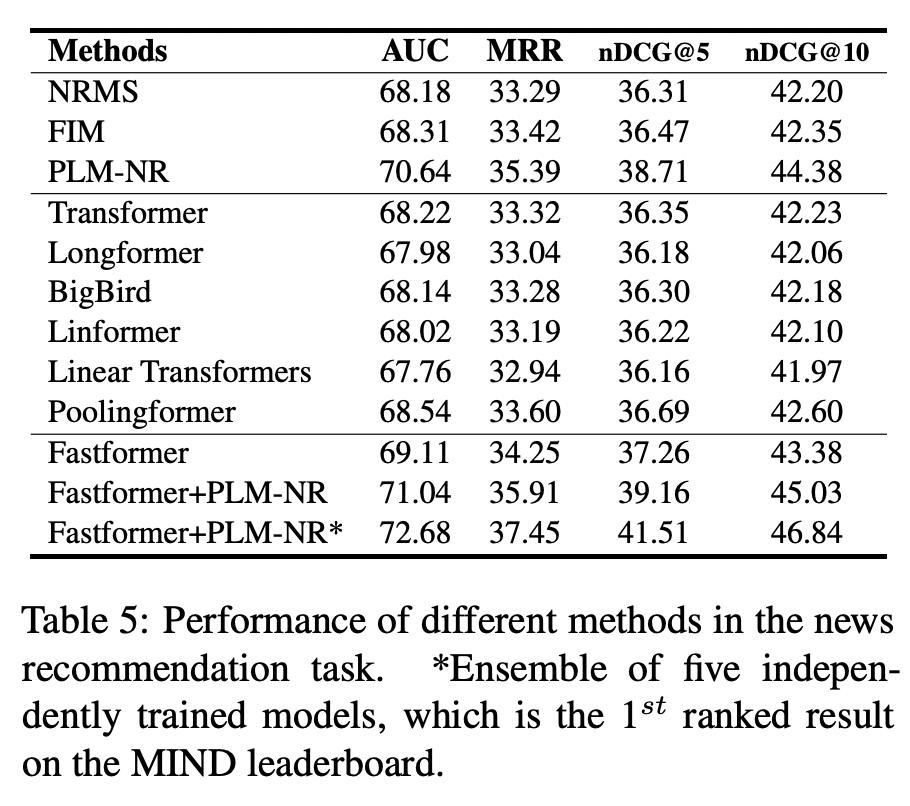 Methods AUC MRR nDCG@5 nDCG@10
NRMS 68.18 33.29 36.31 42.20
FIM 68.31 33.42 36.47 42.35
PLM-NR 70.64 35.39 38.71 44.38
Transformer 68.22 33.32 36.35 42.23
Longformer 67.98 33.04 36.18 42.06
BigBird 68.14 33.28 36.30 42.18
Linformer 68.02 33.19 36.22 42.10
Linear Transformers 67.76 32.94 36.16 41.97
Poolingformer 68.54 33.60 36.69 42.60
Fastformer 69.11 34.25 37.26 43.38
Fastformer+PLM-NR 71.04 35.91 39.16 45.03
Fastformer+PLM-NR* 72.68 37.45 41.51 46.84
Table 5: Performance of different methods in the news
recommendation task. *Ensemble of five indepen-
dently trained models, which is the 1st ranked result
on the MIND leaderboard.